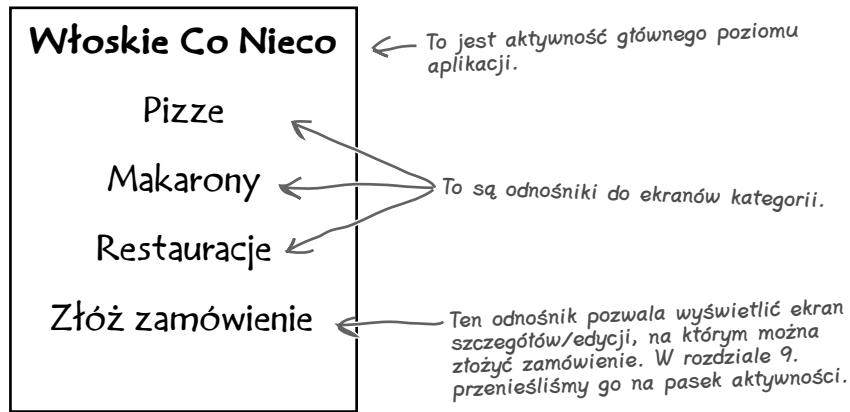 Włoskie Co Nieco
To jest aktywność głównego poziomu
aplikacji.
Pizze
Makarony
To są odnośniki do ekranów kategorii.
Restauracje
Złóż zamówienie
Ten odnośnik pozwala wyświetlić ekran
szczegółów/edycji, na którym można
złożyć zamówienie. W rozdziale 9.
przenieśliśmy go na pasek aktywności.